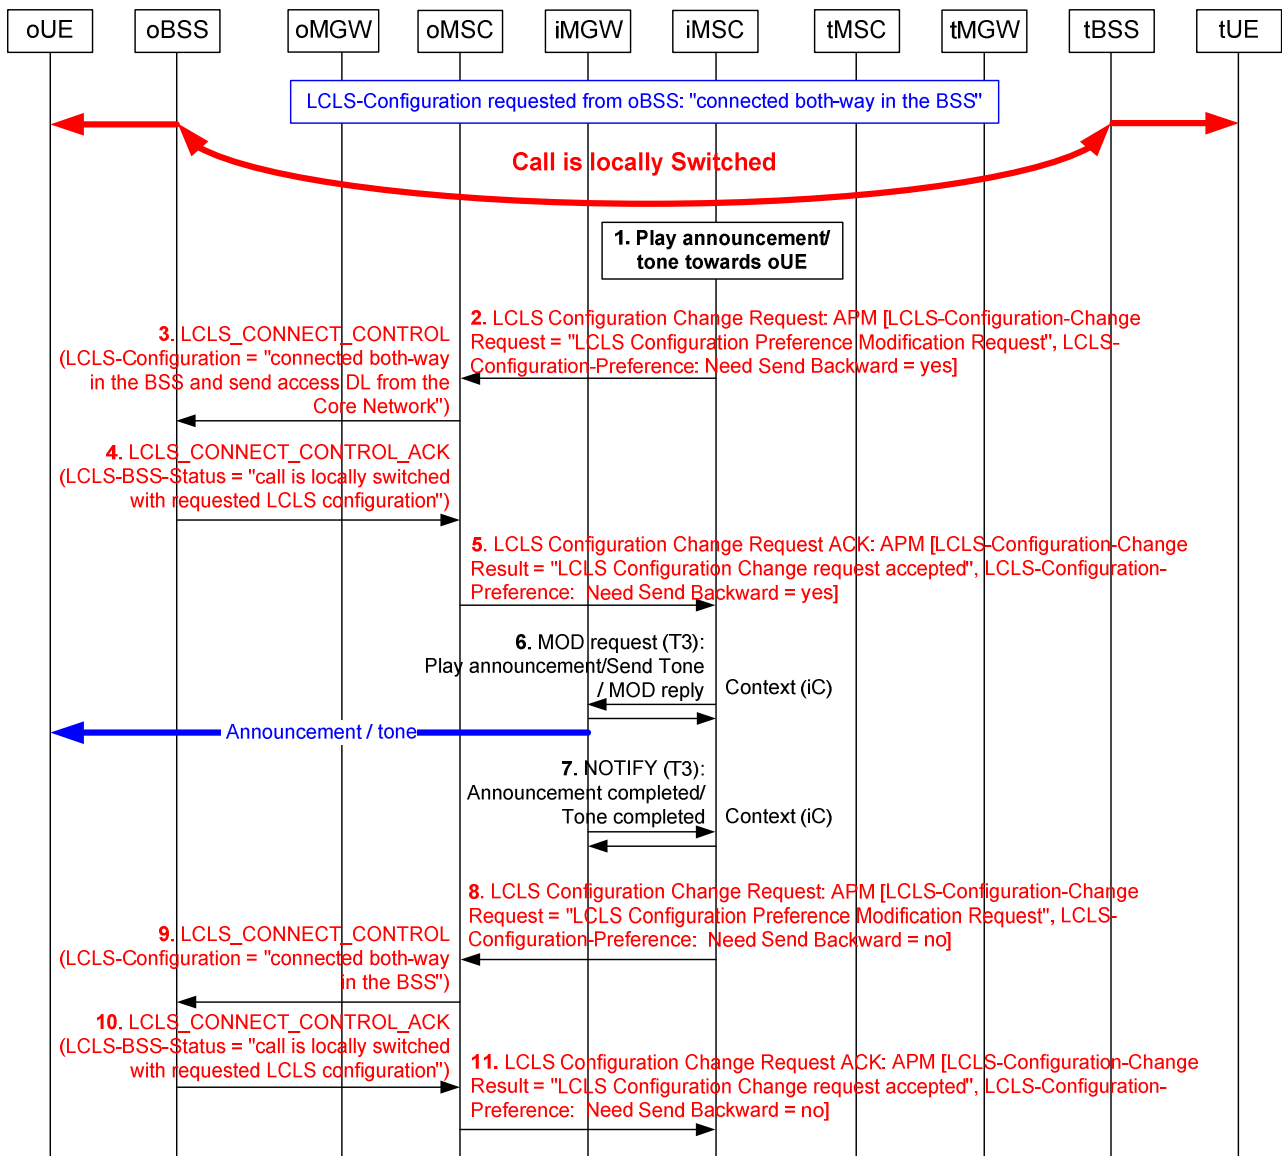 oUE oBSS oMGW oMSC iMGW iMSC tMSC tMGW tBSS tUE
LCLS-Configuration requested from oBSS: "connected both-way in the BSS"
Call is locally Switched
1. Play announcement/
tone towards oUE
2. LCLS Configuration Change Request: APM [LCLS-Configuration-Change
Request = "LCLS Configuration Preference Modification Request", LCLS-
Configuration-Preference: Need Send Backward = yes]
3. LCLS_CONNECT_CONTROL
(LCLS-Configuration = "connected both-way
in the BSS and send access DL from the
Core Network")
4. LCLS_CONNECT_CONTROL_ACK
(LCLS-BSS-Status = "call is locally switched
with requested LCLS configuration")
5. LCLS Configuration Change Request ACK: APM [LCLS-Configuration-Change
Result = "LCLS Configuration Change request accepted", LCLS-Configuration-
Preference: Need Send Backward = yes]
6. MOD request (T3):
Play announcement/Send Tone
/ MOD reply
Context (iC)
Announcement / tone
7. NOTIFY (T3):
Announcement completed/
Tone completed
Context (iC)
8. LCLS Configuration Change Request: APM [LCLS-Configuration-Change
Request = "LCLS Configuration Preference Modification Request", LCLS-
Configuration-Preference: Need Send Backward = no]
9. LCLS_CONNECT_CONTROL
(LCLS-Configuration = "connected both-way
in the BSS")
10. LCLS_CONNECT_CONTROL_ACK
(LCLS-BSS-Status = "call is locally switched
with requested LCLS configuration")
11. LCLS Configuration Change Request ACK: APM [LCLS-Configuration-Change
Result = "LCLS Configuration Change request accepted", LCLS-Configuration-
Preference: Need Send Backward = no]